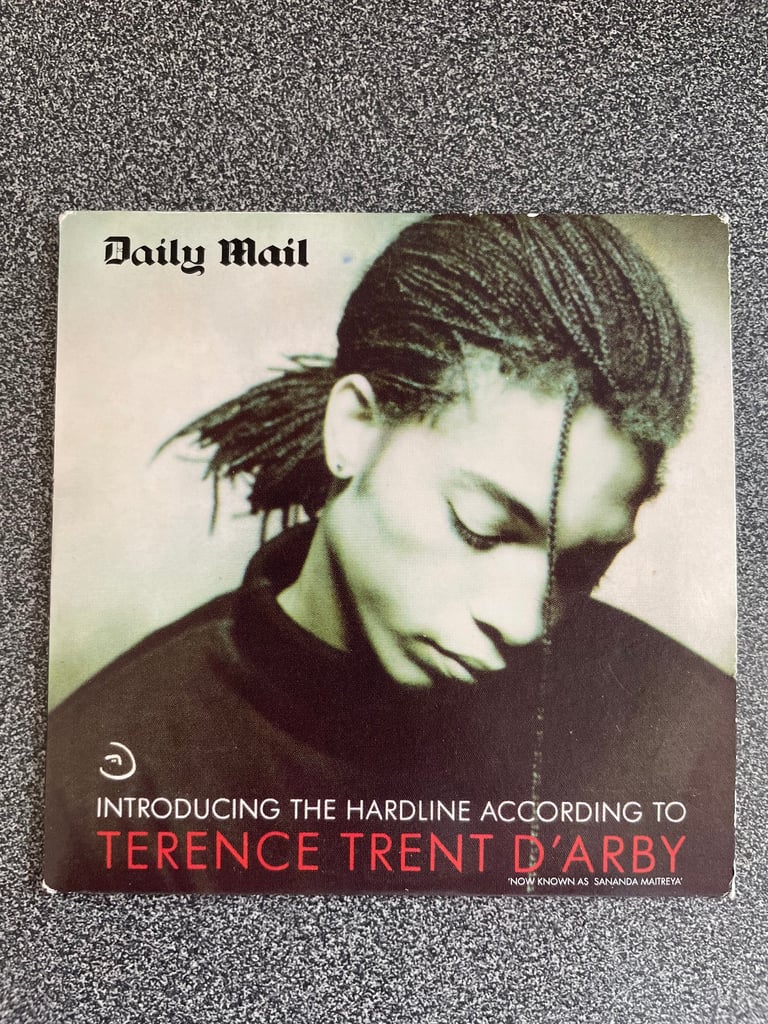 Daily Mail
INTRODUCING THE HARDLINE ACCORDING TO
TERENCE TRENT D'ARBY
'NOW KNOWN AS SANANDA MAITREYA'